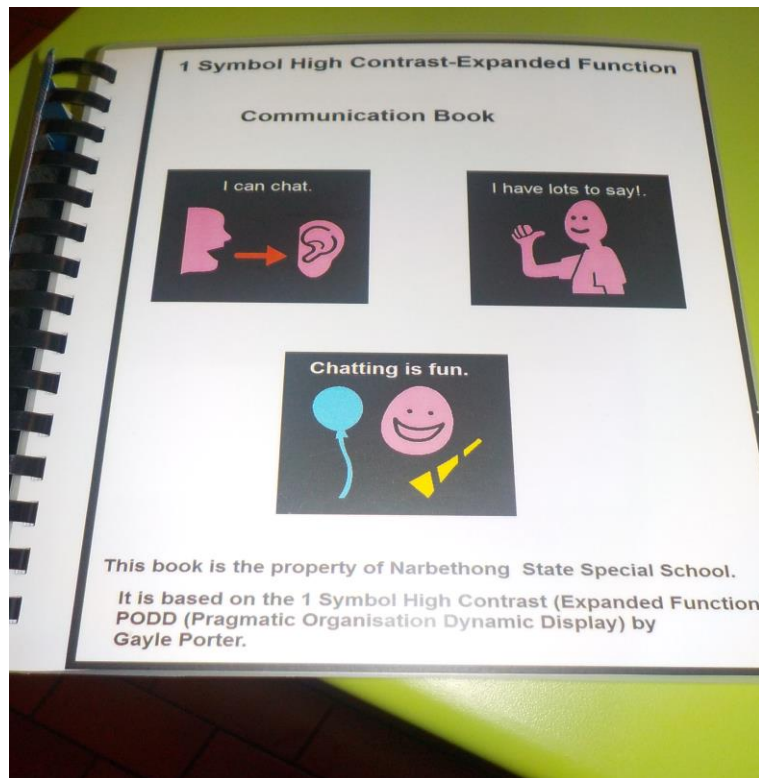 1 Symbol High Contrast-Expanded Function
Communication Book
I can chat.
I have lots to say!.
Chatting is fun.
This book is the property of Narbethong State Special School.
It is based on the 1 Symbol High Contrast (Expanded Function
PODD (Pragmatic Organisation Dynamic Display) by
Gayle Porter.